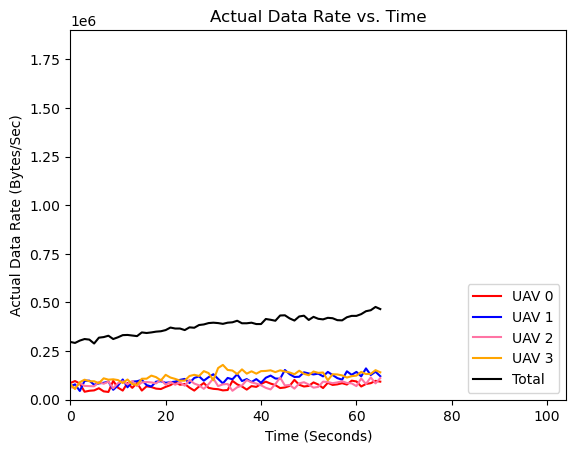 Actual Data Rate vs. Time
1e6
Actual Data Rate (Bytes/Sec)
1.75
1.50
1.25
1.00
0.75
0.50
0.25
0.00
0
20
40
60
80
100
Time (Seconds)
UAV 0
UAV 1
UAV 2
UAV 3
Total